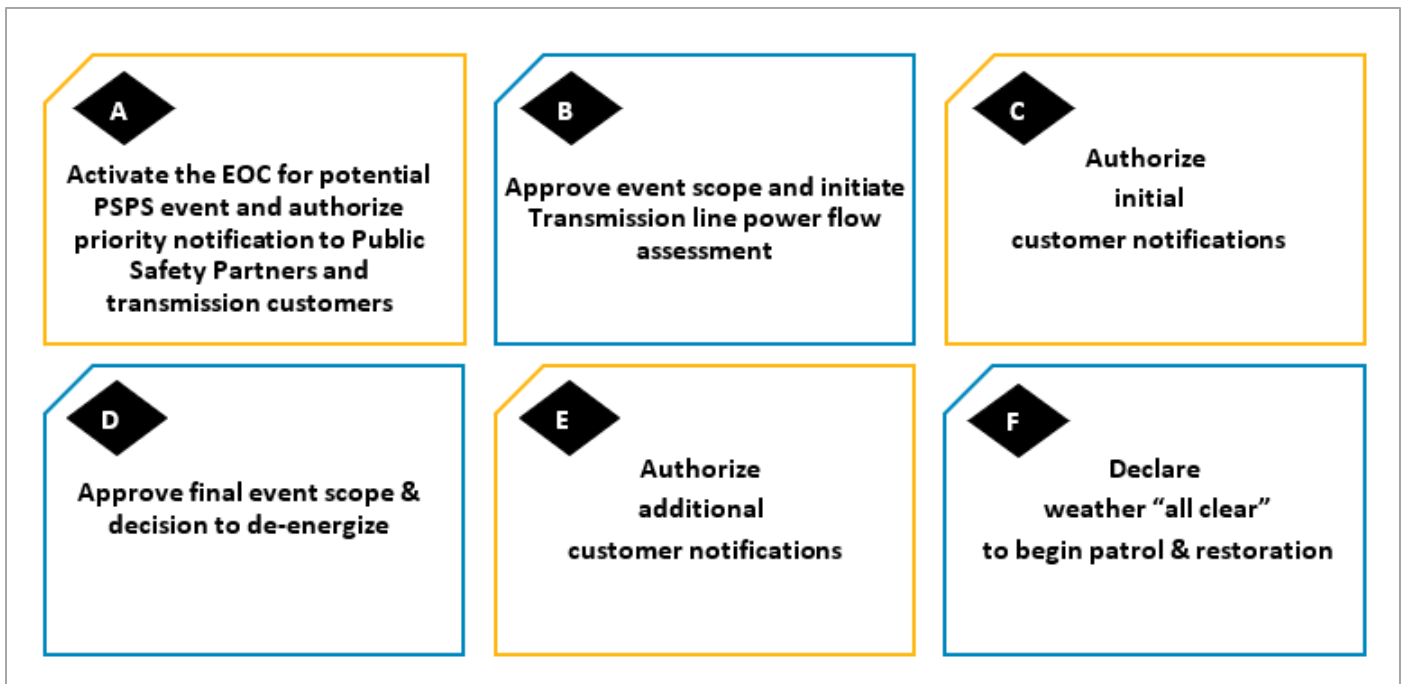 A
Activate the EOC for potential
PSPS event and authorize
priority notification to Public
Safety Partners and
transmission customers
B
Approve event scope and initiate
Transmission line power flow
assessment
C
Authorize
initial
customer notifications
D
Approve final event scope &
decision to de-energize
E
Authorize
additional
customer notifications
F
Declare
weather “all clear”
to begin patrol & restoration